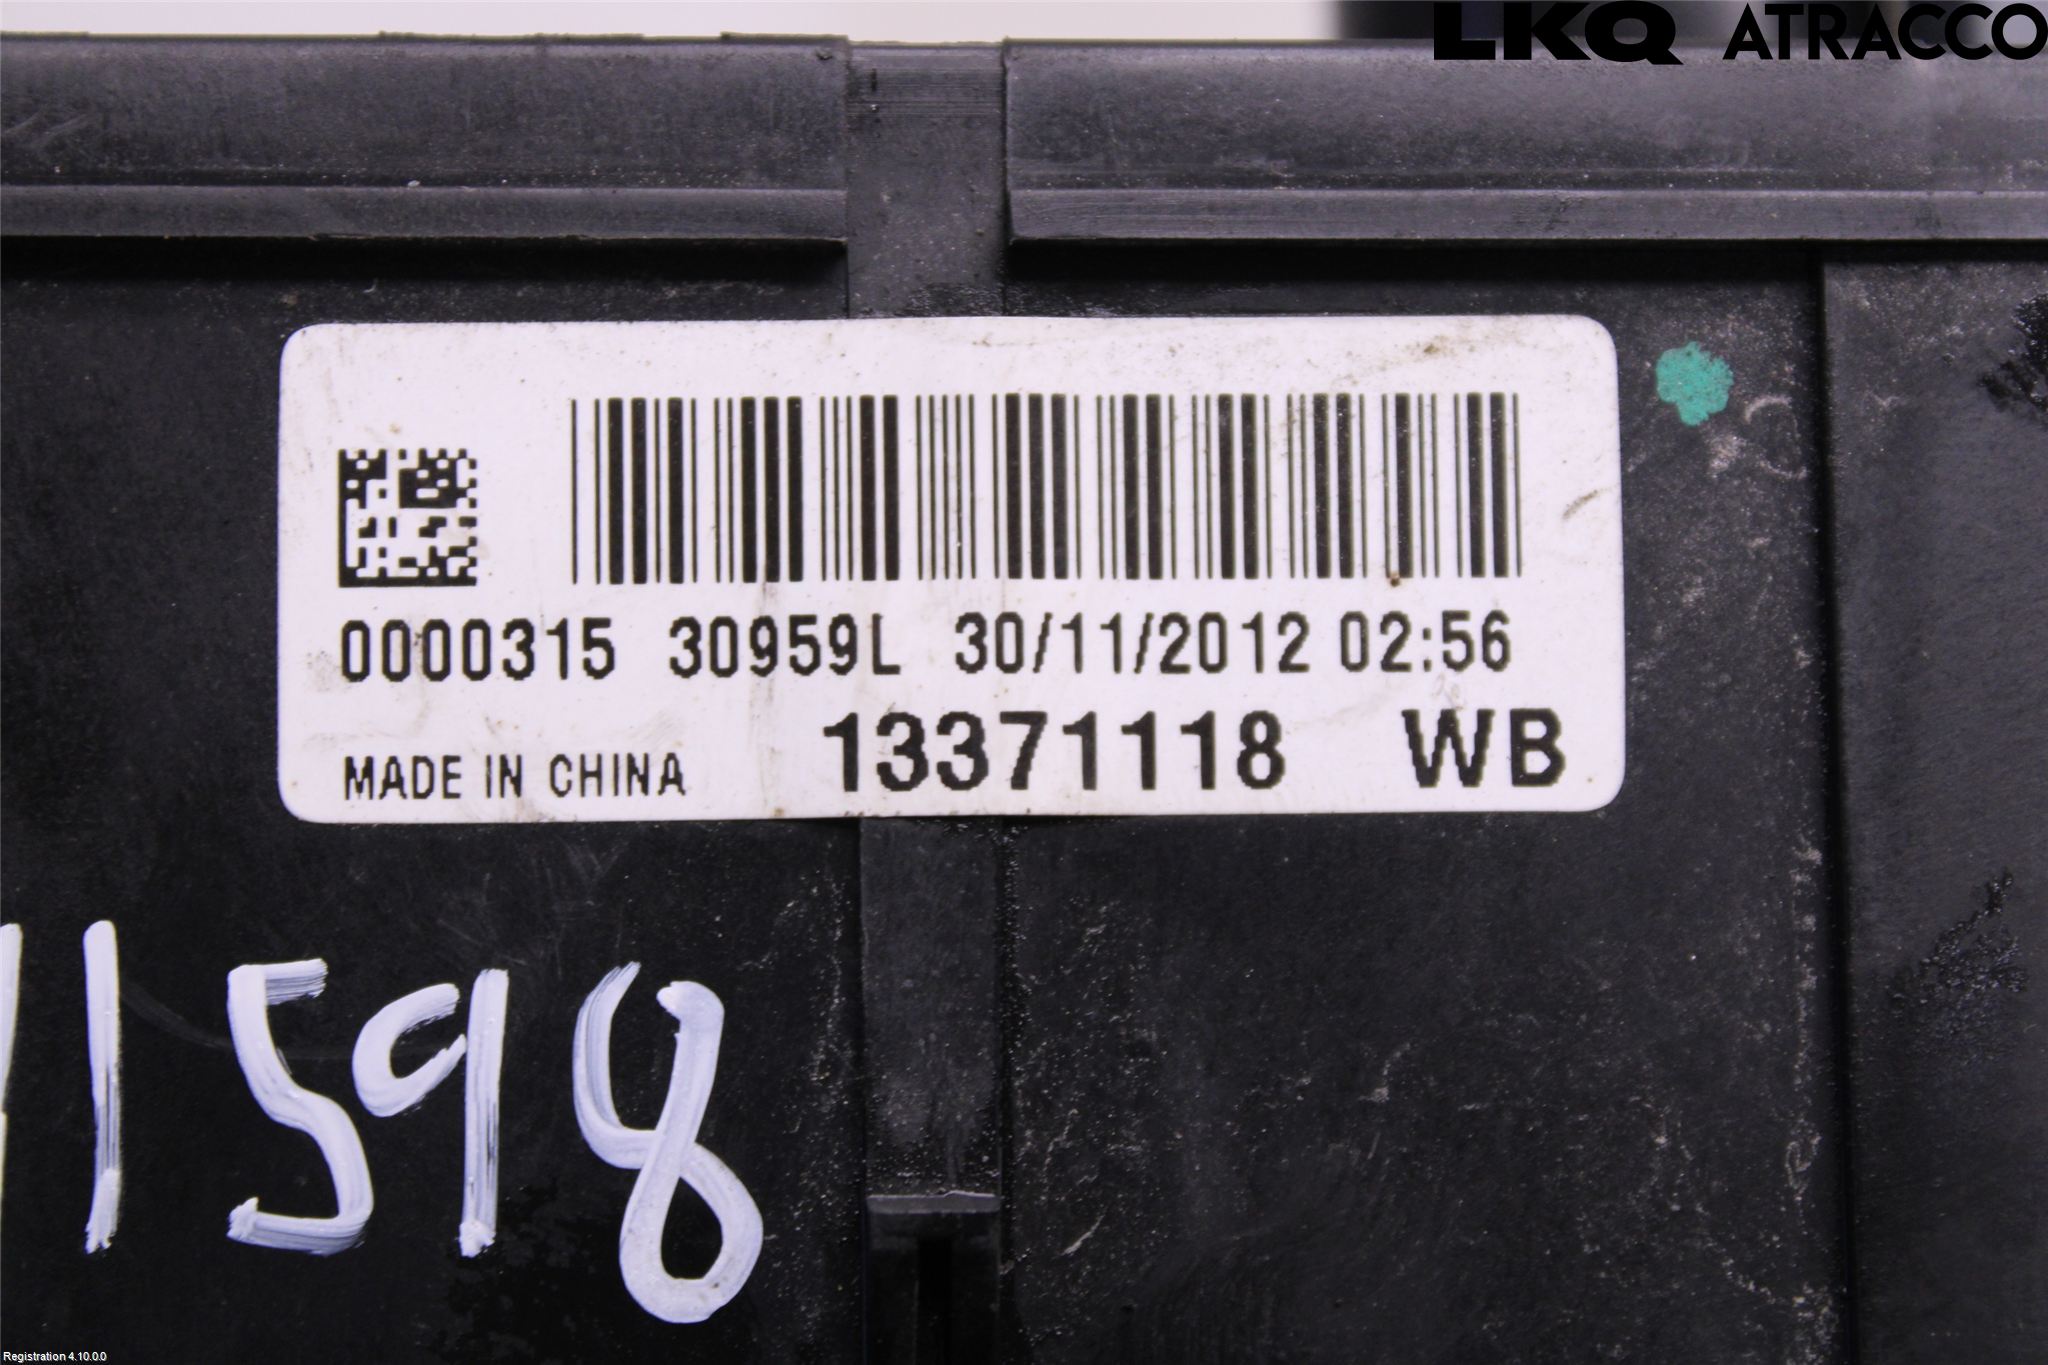 LKQ ATRACCO
0000315 30959L 30/11/2012 02:56
MADE IN CHINA 13371118 WB
11598
Registration 4.10.0.0